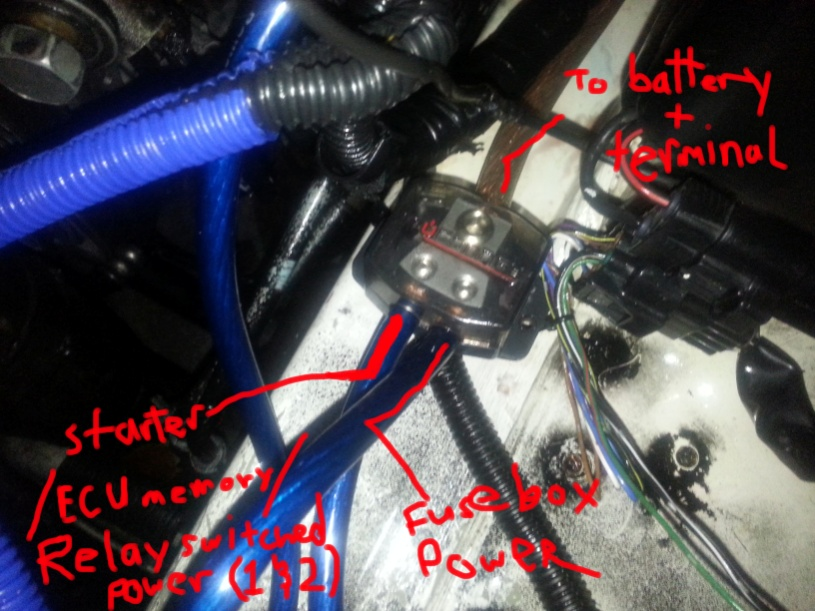 To battery
+
terminal
starter
/ECU memory/
Relay switched
power (1&2)
Fusebox
Power